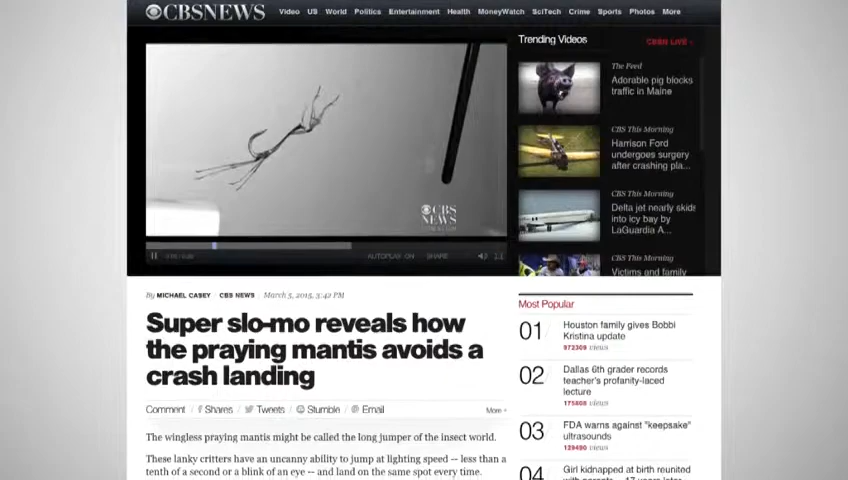 CBSNEWS
Video US World Politics Entertainment Health MoneyWatch SciTech Crime Sports Photos More
Trending Videos
CBSN LIVE
The Feed
Adorable pig blocks
traffic in Maine
CBS This Morning
Harrison Ford
undergoes surgery
after crashing pla...
CBS This Morning
Delta jet nearly skids
into icy bay by
LaGuardia A...
CBS This Morning
Victims and family
CBS
NEWS
AUTOPLAY: ON SHARE
By MICHAEL CASEY CBS NEWS March 5, 2015, 3:42 PM
Super slo-mo reveals how
the praying mantis avoids a
crash landing
Comment / Shares / Tweets / Stumble / Email
More +
The wingless praying mantis might be called the long jumper of the insect world.
These lanky critters have an uncanny ability to jump at lighting speed -- less than a
tenth of a second or a blink of an eye -- and land on the same spot every time.
Most Popular
01 Houston family gives Bobbi
Kristina update
972309 views
02 Dallas 6th grader records
teacher's profanity-laced
lecture
175808 views
03 FDA warns against "keepsake"
ultrasounds
129490 views
04 Girl kidnapped at birth reunited